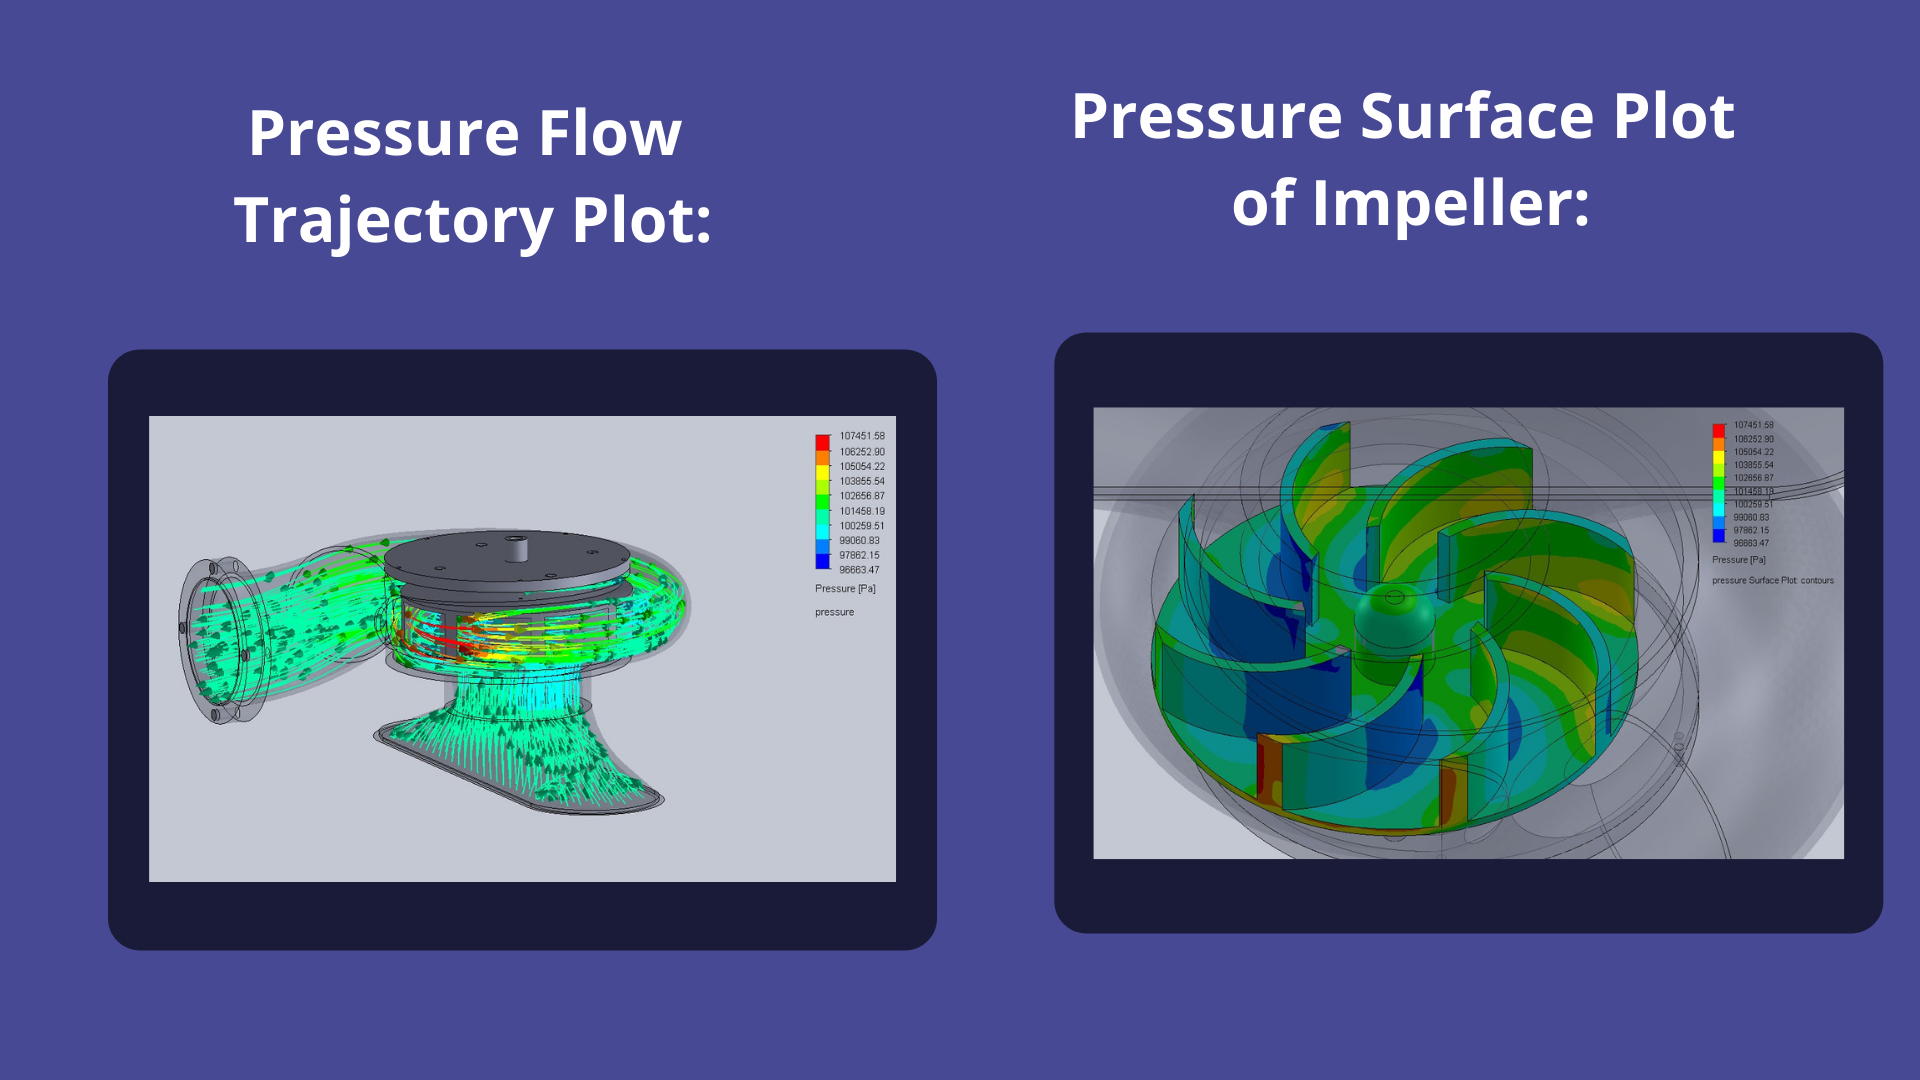 Pressure Flow
Trajectory Plot:
107451.58
106252.90
105054.22
103855.54
102656.87
101458.19
100259.51
99060.83
97862.15
96663.47
Pressure [Pa]
pressure
Pressure Surface Plot
of Impeller:
107451.58
106252.90
105054.22
103855.54
102656.87
101458.19
100259.51
99060.83
97862.15
96663.47
Pressure [Pa]
pressure Surface Plot: contours